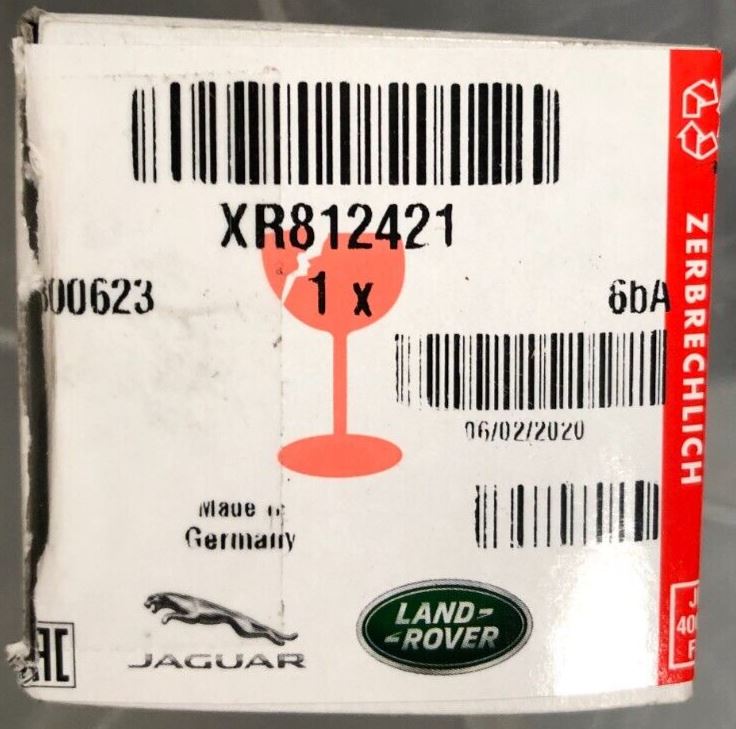 XR812421
1 x
00623
6bA
06/02/2020
Made in
Germany
JAGUAR
LAND-
-ROVER
ZERBRECHLICH